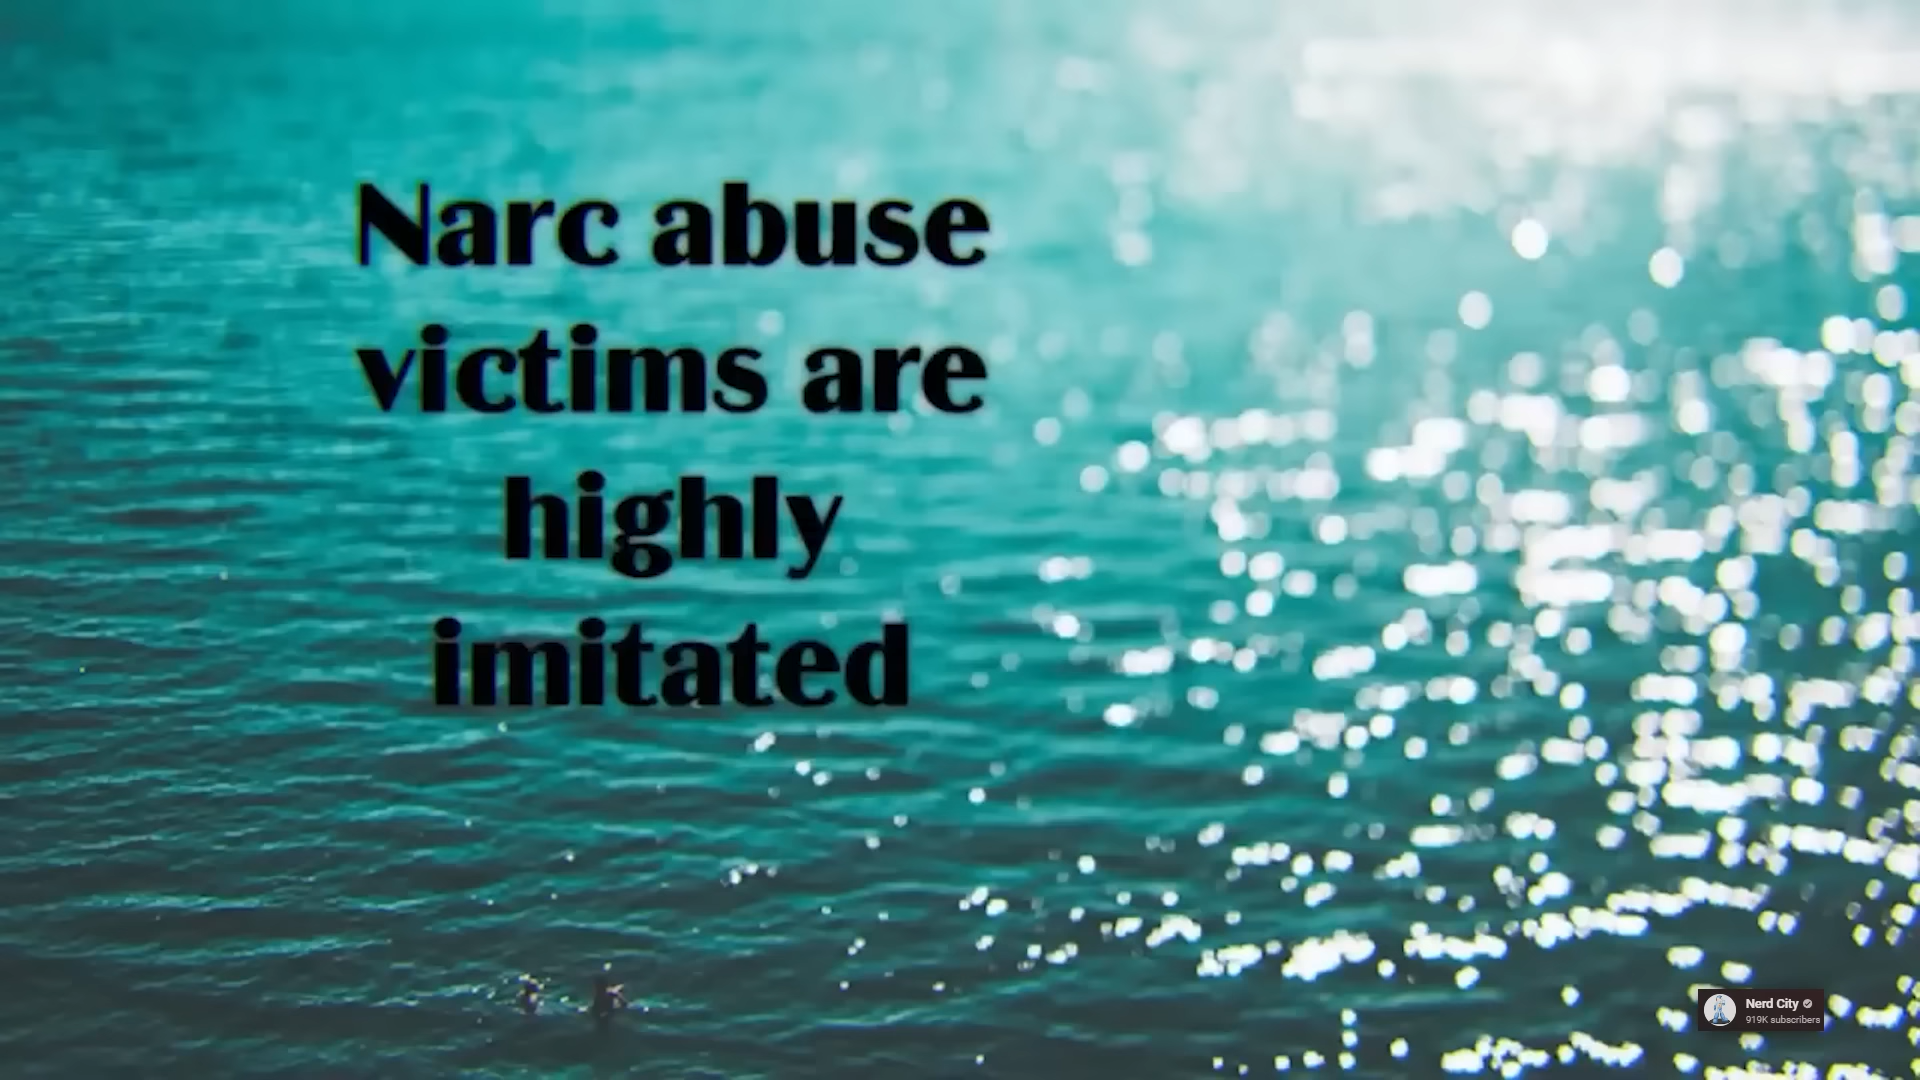 Narc abuse
victims are
highly
imitated
Nerd City
919K subscribers